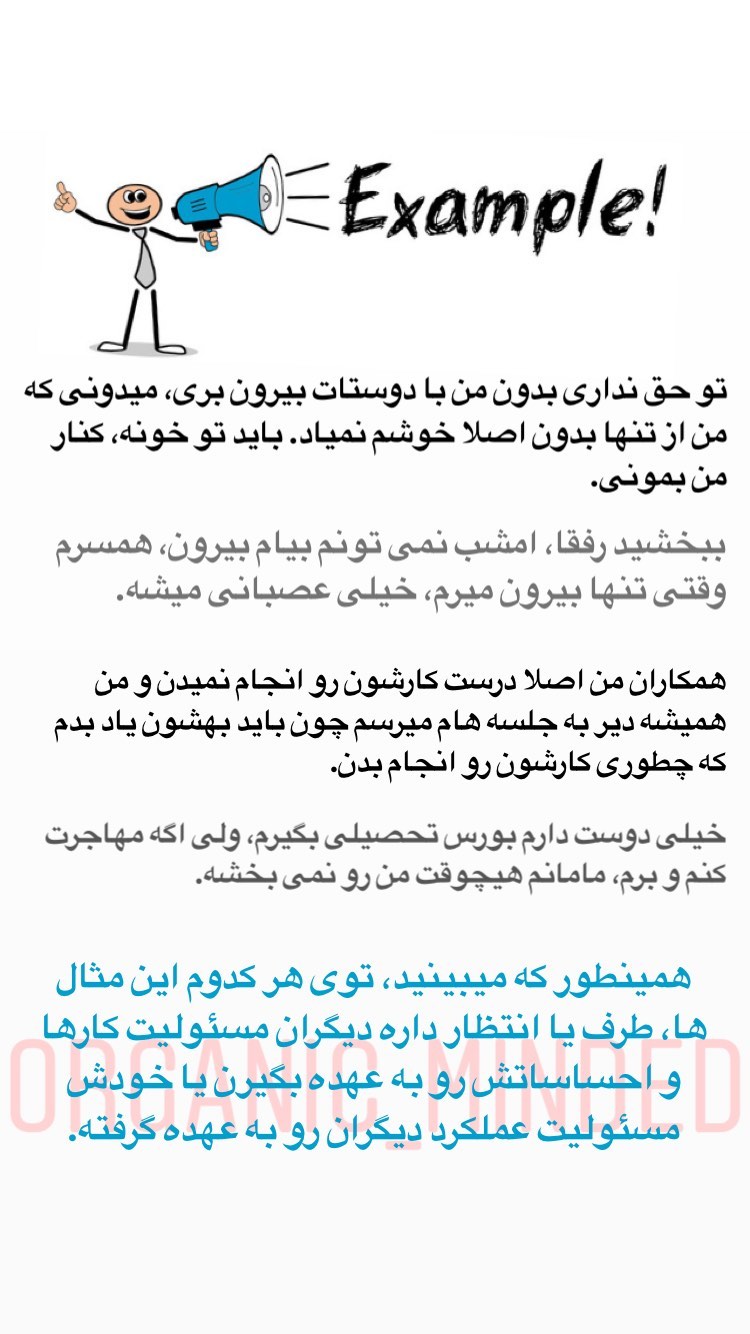 Example!
تو حق نداری بدون من با دوستات بیرون بری، میدونی که
من از تنها بدون اصلا خوشم نمیاد. باید تو خونه، کنار
من بمونی.
ببخشید رفقا، امشب نمی تونم بیام بیرون، همسرم
وقتی تنها بیرون میرم، خیلی عصبانی میشه.
همکاران من اصلا درست کارشون رو انجام نمیدن و من
همیشه دیر به جلسه هام میرسم چون باید بهشون یاد بدم
که چطوری کارشون رو انجام بدن.
خیلی دوست دارم بورس تحصیلی بگیرم، ولی اگه مهاجرت
کنم و برم، مامانم هیچوقت من رو نمی بخشه.
همینطور که میبینید، توی هر کدوم این مثال
ها، طرف یا انتظار داره دیگران مسئولیت کارها
و احساساتش رو به عهده بگیرن یا خودش
مسئولیت عملکرد دیگران رو به عهده گرفته.
ORGANIC_MINDED